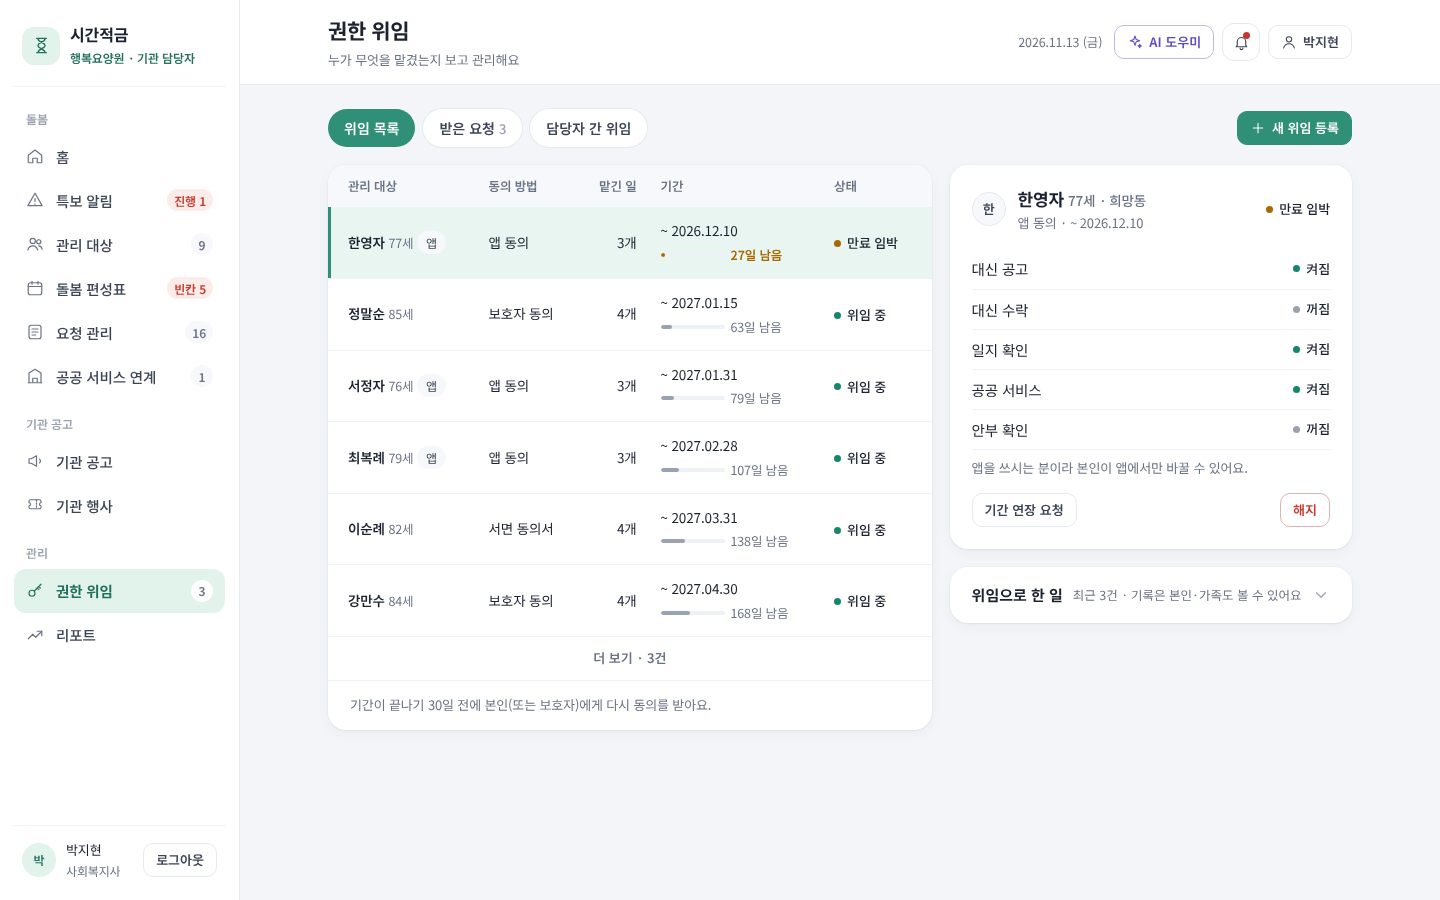 시간적금
행복요양원 · 기관 담당자
돌봄
홈
특보 알림 진행 1
관리 대상 9
돌봄 편성표 빈칸 5
요청 관리 16
공공 서비스 연계 1
기관 공고
기관 공고
기관 행사
관리
권한 위임 3
리포트
박 박지현
사회복지사
로그아웃
권한 위임
누가 무엇을 맡겼는지 보고 관리해요
2026.11.13 (금) AI 도우미 박지현
위임 목록 받은 요청 3 담당자 간 위임 새 위임 등록
관리 대상 동의 방법 맡긴 일 기간 상태
한영자 77세 앱 앱 동의 3개 ~ 2026.12.10 만료 임박
27일 남음
정말순 85세 보호자 동의 4개 ~ 2027.01.15 위임 중
63일 남음
서정자 76세 앱 앱 동의 3개 ~ 2027.01.31 위임 중
79일 남음
최복례 79세 앱 앱 동의 3개 ~ 2027.02.28 위임 중
107일 남음
이순례 82세 서면 동의서 4개 ~ 2027.03.31 위임 중
138일 남음
강만수 84세 보호자 동의 4개 ~ 2027.04.30 위임 중
168일 남음
더 보기 · 3건
기간이 끝나기 30일 전에 본인(또는 보호자)에게 다시 동의를 받아요.
한 한영자 77세 · 희망동 만료 임박
앱 동의 · ~ 2026.12.10
대신 공고 켜짐
대신 수락 꺼짐
일지 확인 켜짐
공공 서비스 켜짐
안부 확인 꺼짐
앱을 쓰시는 분이라 본인이 앱에서만 바꿀 수 있어요.
기간 연장 요청 해지
위임으로 한 일 최근 3건 · 기록은 본인·가족도 볼 수 있어요